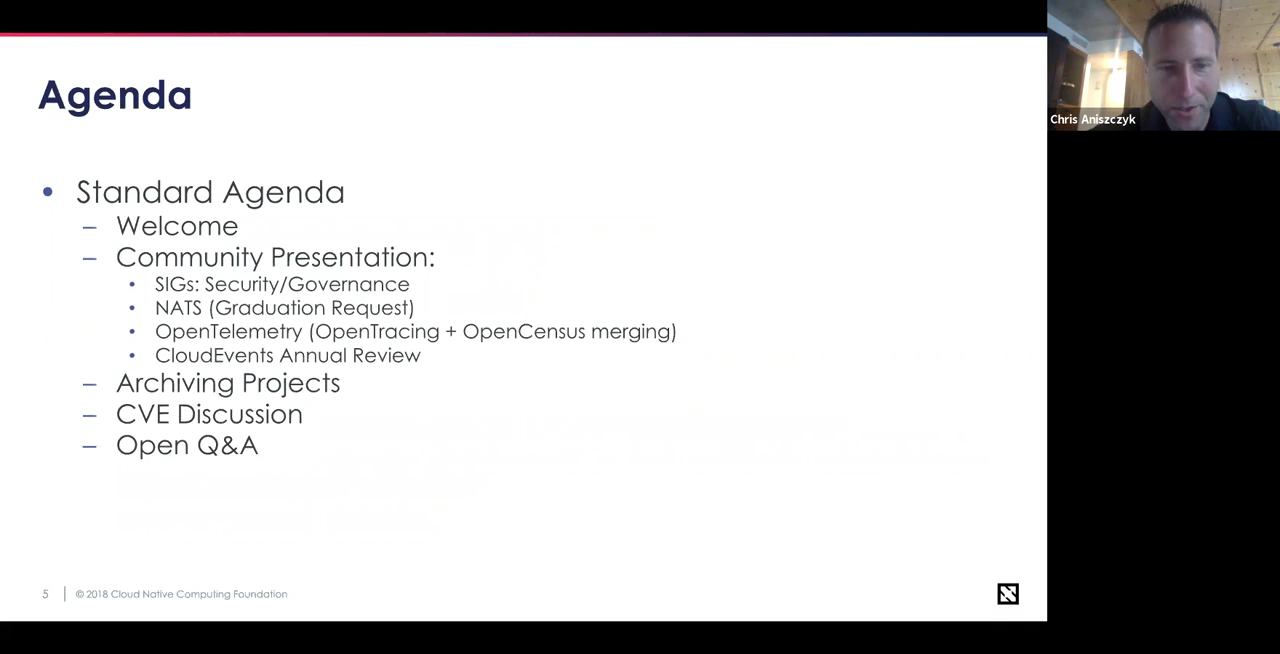 Agenda
• Standard Agenda
– Welcome
– Community Presentation:
• SIGs: Security/Governance
• NATS (Graduation Request)
• OpenTelemetry (OpenTracing + OpenCensus merging)
• CloudEvents Annual Review
– Archiving Projects
– CVE Discussion
– Open Q&A
5 | © 2018 Cloud Native Computing Foundation
Chris Aniszczyk